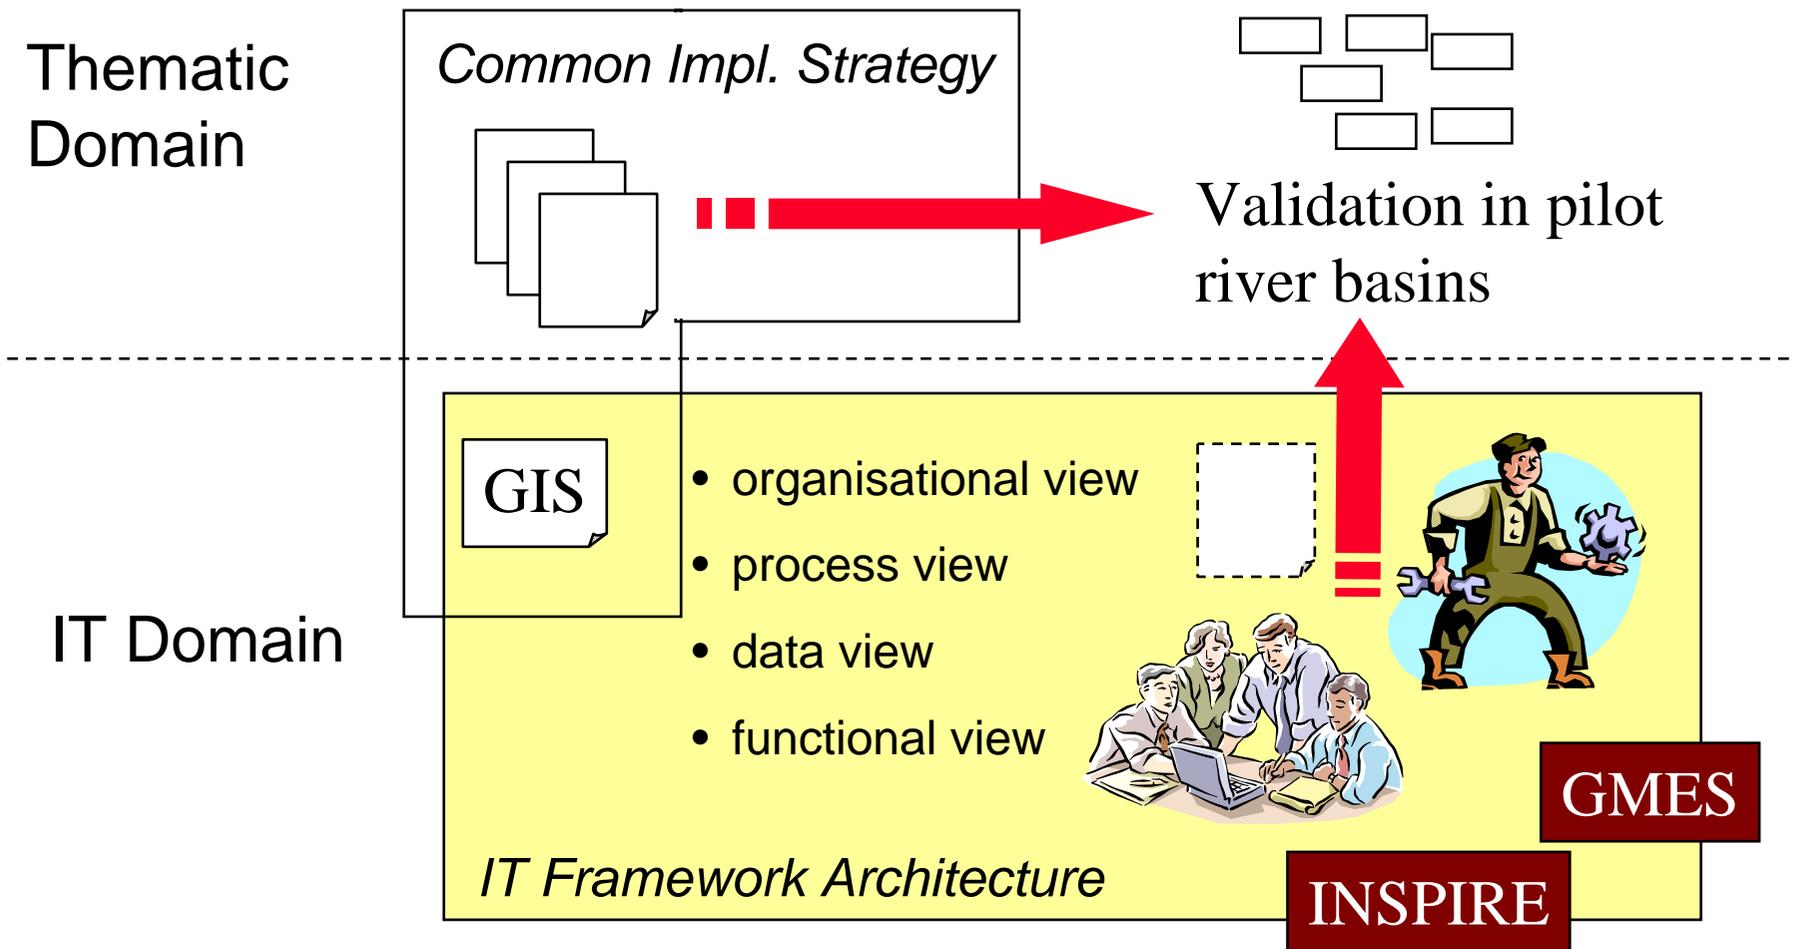 Thematic
Domain
Common Impl. Strategy
Validation in pilot
river basins
IT Domain
GIS
• organisational view
• process view
• data view
• functional view
GMES
IT Framework Architecture
INSPIRE